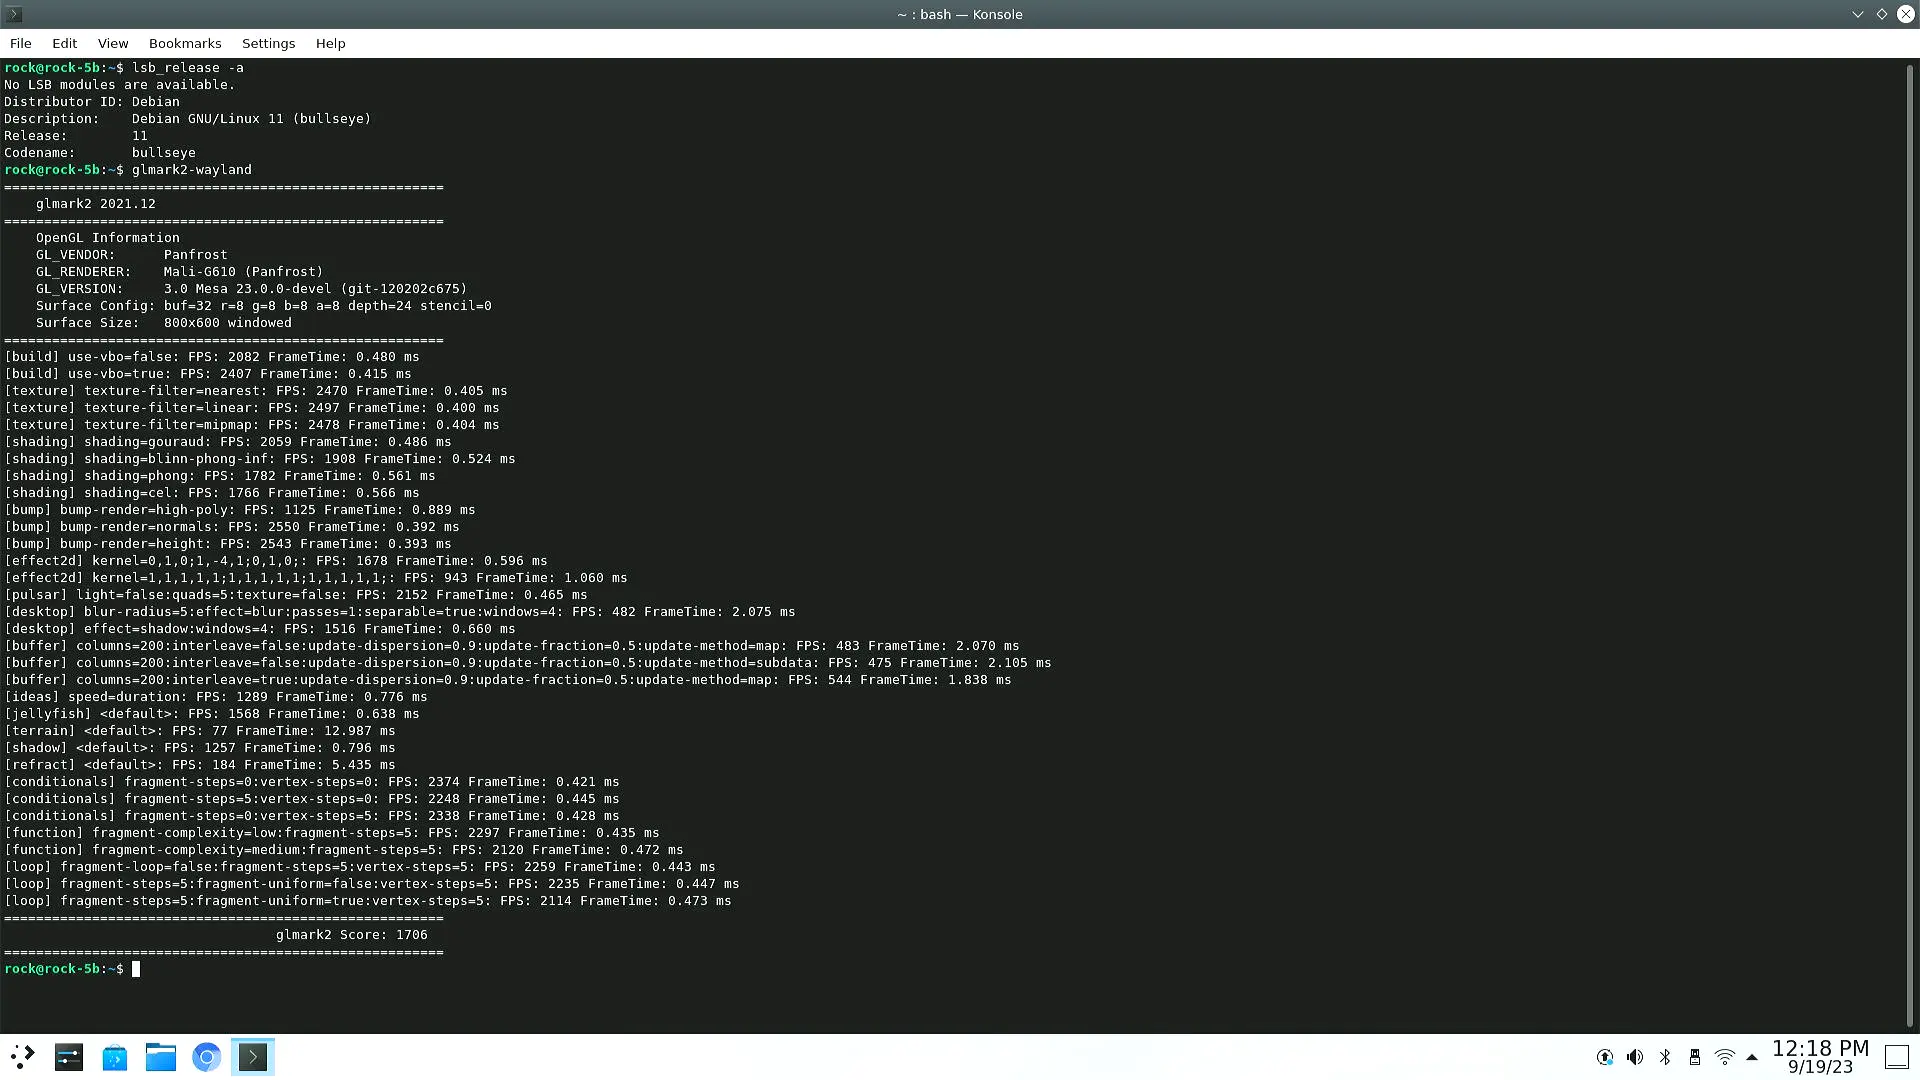 ~ : bash — Konsole
File Edit View Bookmarks Settings Help
rock@rock-5b:~$ lsb_release -a
No LSB modules are available.
Distributor ID: Debian
Description:    Debian GNU/Linux 11 (bullseye)
Release:        11
Codename:       bullseye
rock@rock-5b:~$ glmark2-wayland
=======================================================
    glmark2 2021.12
=======================================================
    OpenGL Information
    GL_VENDOR:      Panfrost
    GL_RENDERER:    Mali-G610 (Panfrost)
    GL_VERSION:     3.0 Mesa 23.0.0-devel (git-120202c675)
    Surface Config: buf=32 r=8 g=8 b=8 a=8 depth=24 stencil=0
    Surface Size:   800x600 windowed
=======================================================
[build] use-vbo=false: FPS: 2082 FrameTime: 0.480 ms
[build] use-vbo=true: FPS: 2407 FrameTime: 0.415 ms
[texture] texture-filter=nearest: FPS: 2470 FrameTime: 0.405 ms
[texture] texture-filter=linear: FPS: 2497 FrameTime: 0.400 ms
[texture] texture-filter=mipmap: FPS: 2478 FrameTime: 0.404 ms
[shading] shading=gouraud: FPS: 2059 FrameTime: 0.486 ms
[shading] shading=blinn-phong-inf: FPS: 1908 FrameTime: 0.524 ms
[shading] shading=phong: FPS: 1782 FrameTime: 0.561 ms
[shading] shading=cel: FPS: 1766 FrameTime: 0.566 ms
[bump] bump-render=high-poly: FPS: 1125 FrameTime: 0.889 ms
[bump] bump-render=normals: FPS: 2550 FrameTime: 0.392 ms
[bump] bump-render=height: FPS: 2543 FrameTime: 0.393 ms
[effect2d] kernel=0,1,0;1,-4,1;0,1,0;: FPS: 1678 FrameTime: 0.596 ms
[effect2d] kernel=1,1,1,1,1;1,1,1,1,1;1,1,1,1,1;: FPS: 943 FrameTime: 1.060 ms
[pulsar] light=false:quads=5:texture=false: FPS: 2152 FrameTime: 0.465 ms
[desktop] blur-radius=5:effect=blur:passes=1:separable=true:windows=4: FPS: 482 FrameTime: 2.075 ms
[desktop] effect=shadow:windows=4: FPS: 1516 FrameTime: 0.660 ms
[buffer] columns=200:interleave=false:update-dispersion=0.9:update-fraction=0.5:update-method=map: FPS: 483 FrameTime: 2.070 ms
[buffer] columns=200:interleave=false:update-dispersion=0.9:update-fraction=0.5:update-method=subdata: FPS: 475 FrameTime: 2.105 ms
[buffer] columns=200:interleave=true:update-dispersion=0.9:update-fraction=0.5:update-method=map: FPS: 544 FrameTime: 1.838 ms
[ideas] speed=duration: FPS: 1289 FrameTime: 0.776 ms
[jellyfish] <default>: FPS: 1568 FrameTime: 0.638 ms
[terrain] <default>: FPS: 77 FrameTime: 12.987 ms
[shadow] <default>: FPS: 1257 FrameTime: 0.796 ms
[refract] <default>: FPS: 184 FrameTime: 5.435 ms
[conditionals] fragment-steps=0:vertex-steps=0: FPS: 2374 FrameTime: 0.421 ms
[conditionals] fragment-steps=5:vertex-steps=0: FPS: 2248 FrameTime: 0.445 ms
[conditionals] fragment-steps=0:vertex-steps=5: FPS: 2338 FrameTime: 0.428 ms
[function] fragment-complexity=low:fragment-steps=5: FPS: 2297 FrameTime: 0.435 ms
[function] fragment-complexity=medium:fragment-steps=5: FPS: 2120 FrameTime: 0.472 ms
[loop] fragment-loop=false:fragment-steps=5:vertex-steps=5: FPS: 2259 FrameTime: 0.443 ms
[loop] fragment-steps=5:fragment-uniform=false:vertex-steps=5: FPS: 2235 FrameTime: 0.447 ms
[loop] fragment-steps=5:fragment-uniform=true:vertex-steps=5: FPS: 2114 FrameTime: 0.473 ms
=======================================================
                                  glmark2 Score: 1706
=======================================================
rock@rock-5b:~$
12:18 PM
9/19/23